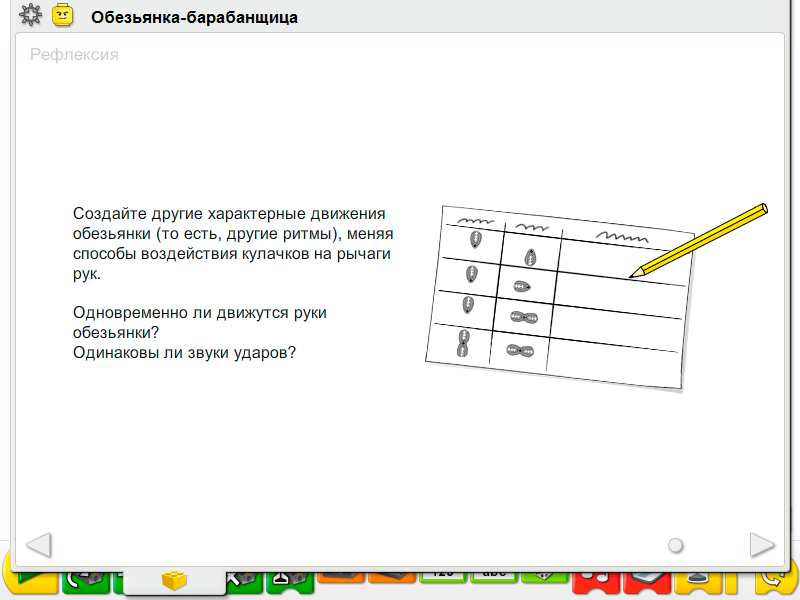 Обезьянка-барабанщица
Рефлексия
Создайте другие характерные движения
обезьянки (то есть, другие ритмы), меняя
способы воздействия кулачков на рычаги
рук.
Одновременно ли движутся руки
обезьянки?
Одинаковы ли звуки ударов?